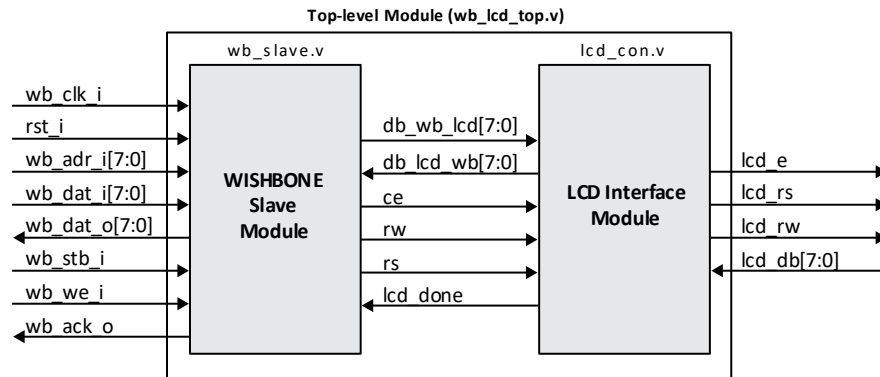 Top-level Module (wb_lcd_top.v)
wb_slave.v
lcd_con.v
wb_clk_i
rst_i
wb_adr_i[7:0]
wb_dat_i[7:0]
wb_dat_o[7:0]
wb_stb_i
wb_we_i
wb_ack_o
WISHBONE
Slave
Module
db_wb_lcd[7:0]
db_lcd_wb[7:0]
ce
rw
rs
lcd_done
LCD Interface
Module
lcd_e
lcd_rs
lcd_rw
lcd_db[7:0]